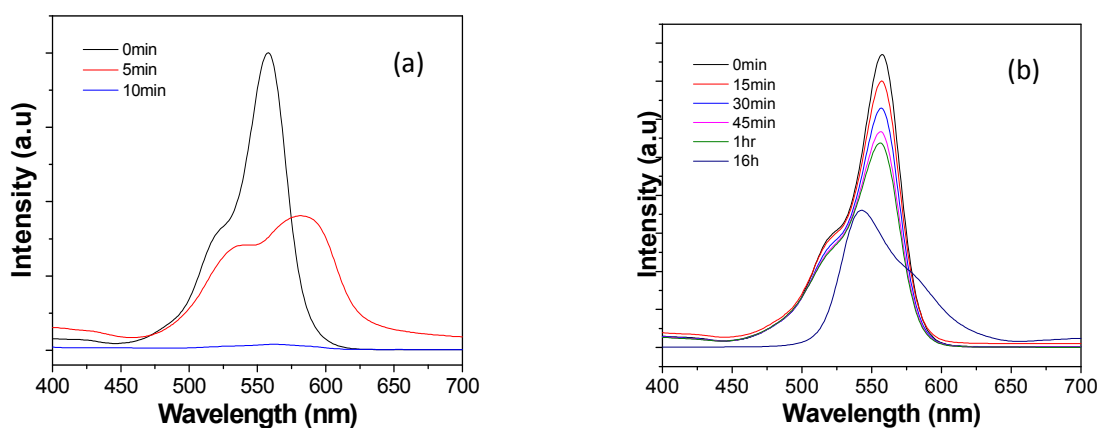 (a)
0min
5min
10min
Intensity (a.u)
400 450 500 550 600 650 700
Wavelength (nm)
(b)
0min
15min
30min
45min
1hr
16h
Intensity (a.u)
400 450 500 550 600 650 700
Wavelength (nm)